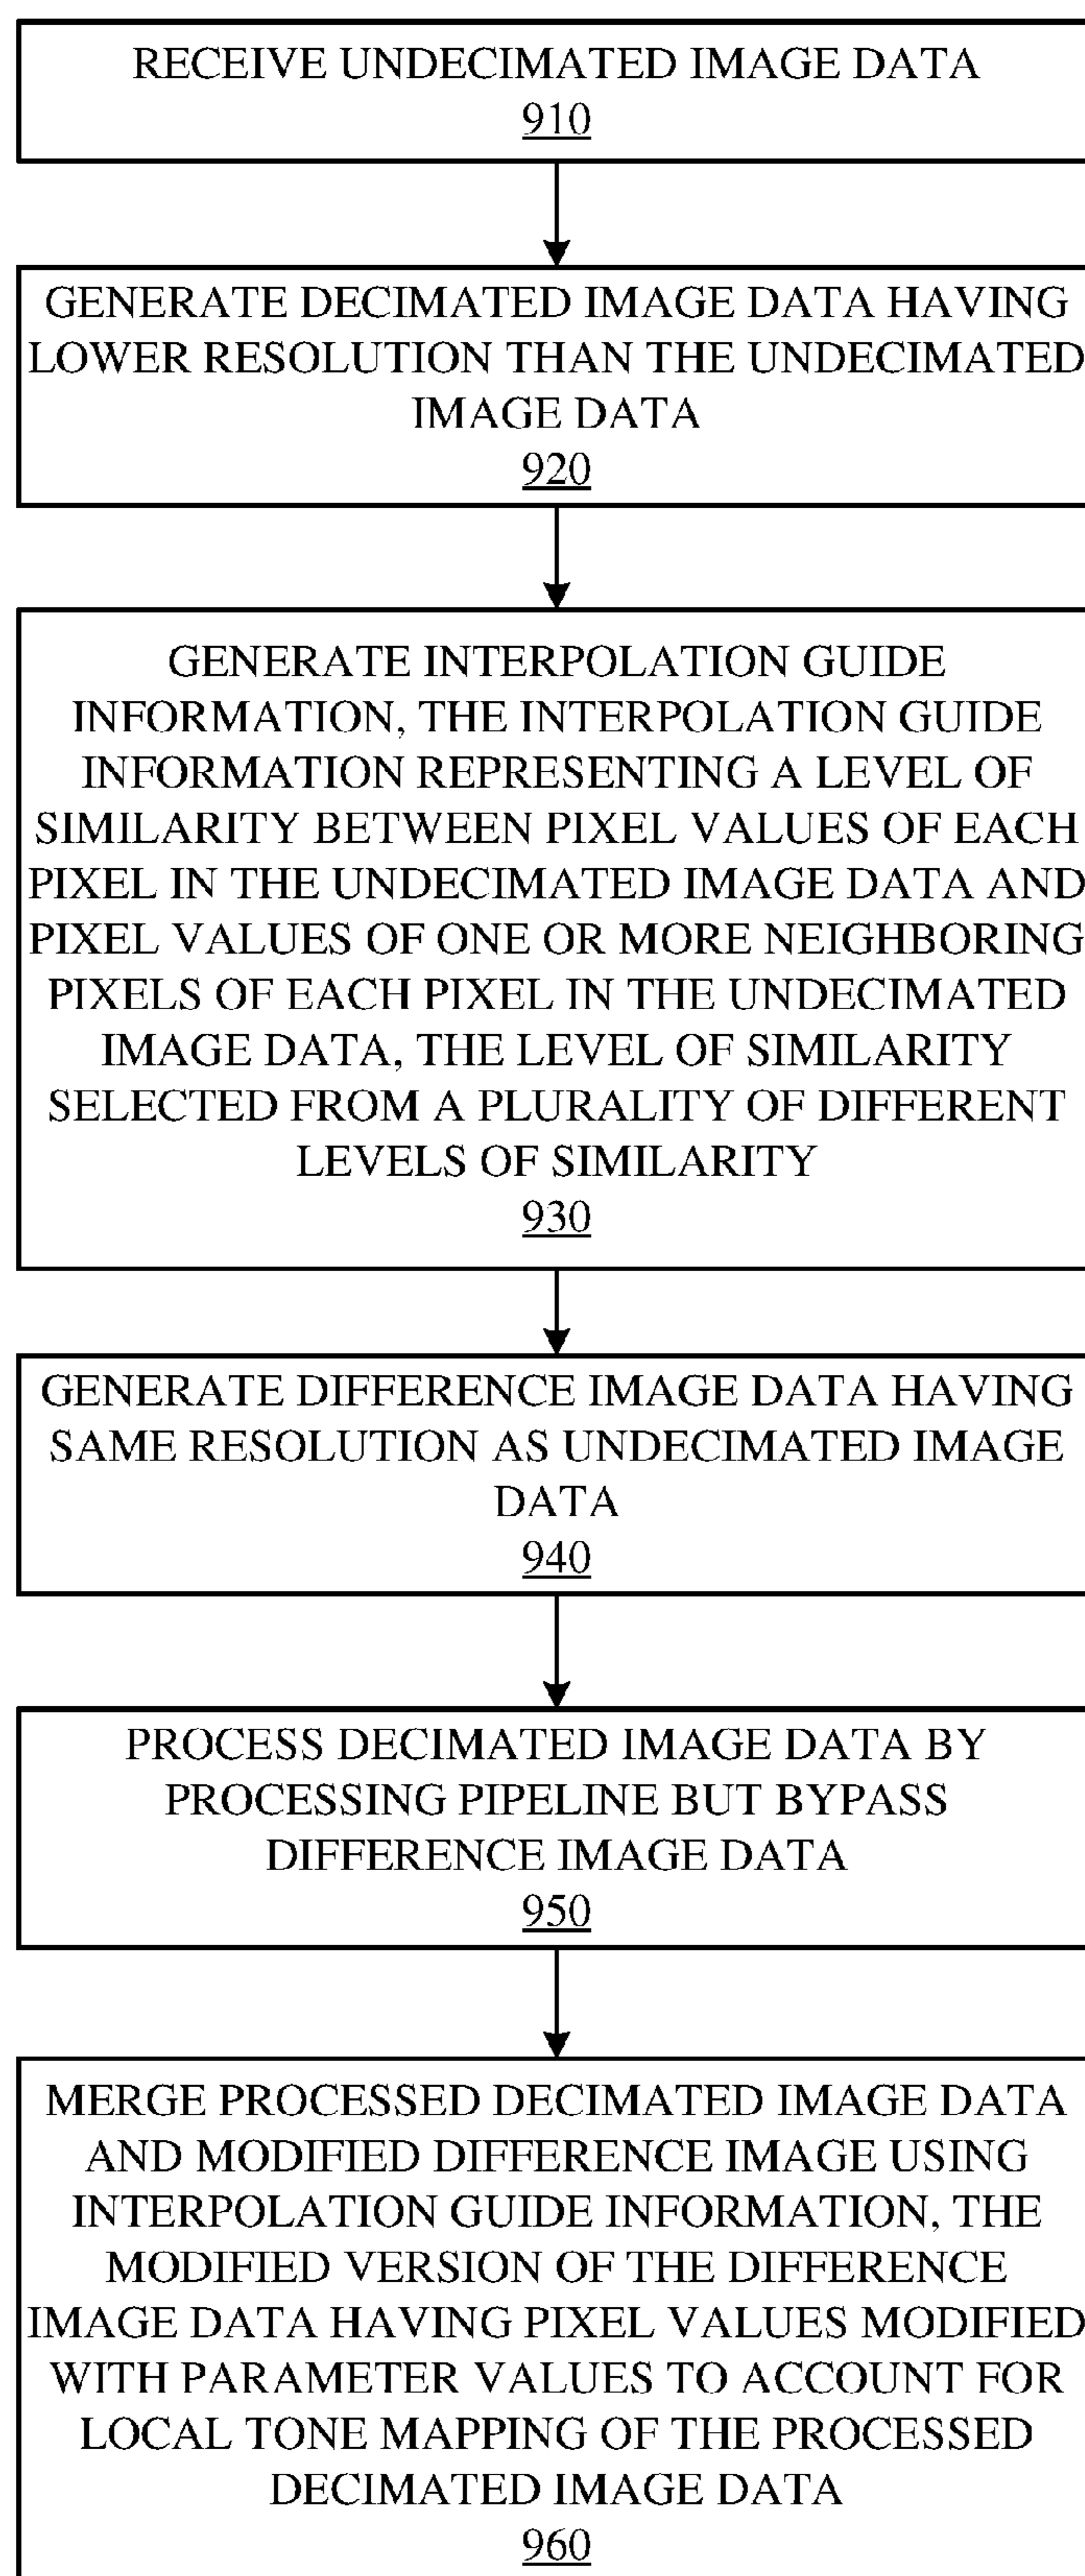 RECEIVE UNDECIMATED IMAGE DATA
910
GENERATE DECIMATED IMAGE DATA HAVING
LOWER RESOLUTION THAN THE UNDECIMATED
IMAGE DATA
920
GENERATE INTERPOLATION GUIDE
INFORMATION, THE INTERPOLATION GUIDE
INFORMATION REPRESENTING A LEVEL OF
SIMILARITY BETWEEN PIXEL VALUES OF EACH
PIXEL IN THE UNDECIMATED IMAGE DATA AND
PIXEL VALUES OF ONE OR MORE NEIGHBORING
PIXELS OF EACH PIXEL IN THE UNDECIMATED
IMAGE DATA, THE LEVEL OF SIMILARITY
SELECTED FROM A PLURALITY OF DIFFERENT
LEVELS OF SIMILARITY
930
GENERATE DIFFERENCE IMAGE DATA HAVING
SAME RESOLUTION AS UNDECIMATED IMAGE
DATA
940
PROCESS DECIMATED IMAGE DATA BY
PROCESSING PIPELINE BUT BYPASS
DIFFERENCE IMAGE DATA
950
MERGE PROCESSED DECIMATED IMAGE DATA
AND MODIFIED DIFFERENCE IMAGE USING
INTERPOLATION GUIDE INFORMATION, THE
MODIFIED VERSION OF THE DIFFERENCE
IMAGE DATA HAVING PIXEL VALUES MODIFIED
WITH PARAMETER VALUES TO ACCOUNT FOR
LOCAL TONE MAPPING OF THE PROCESSED
DECIMATED IMAGE DATA
960